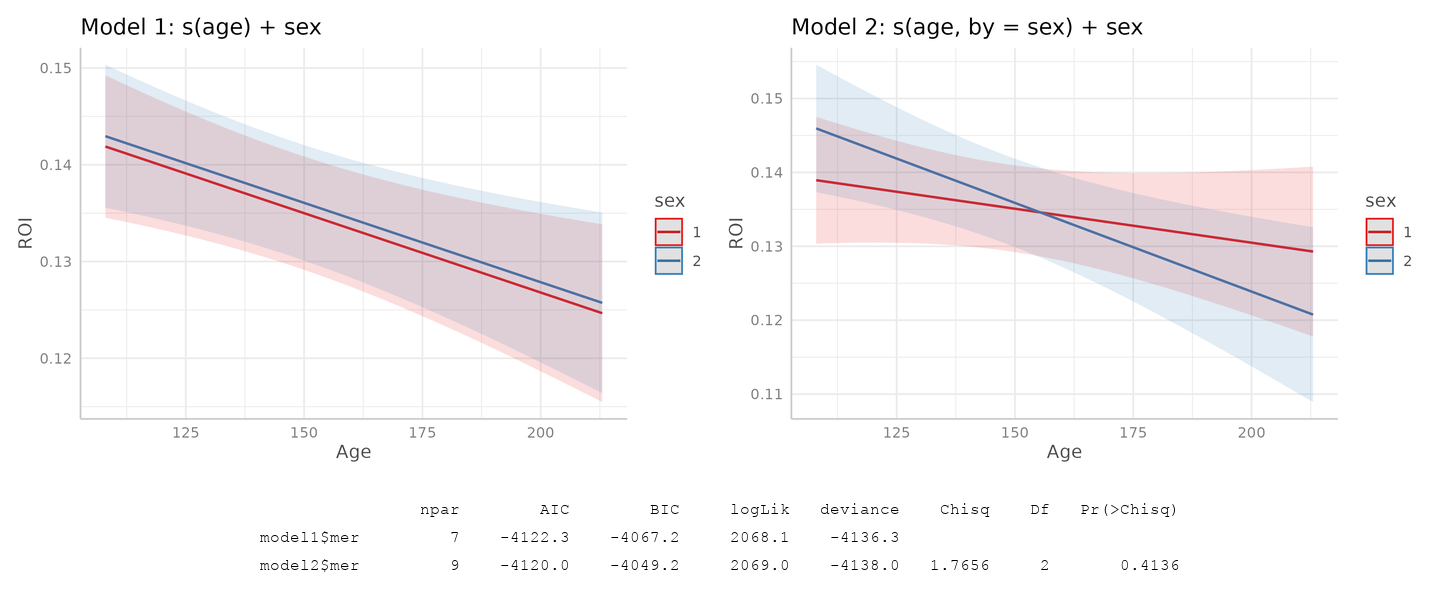 Model 1: s(age) + sex
0.15
0.14
0.13
0.12
ROI
125 150 175 200
Age
sex
1
2
Model 2: s(age, by = sex) + sex
0.15
0.14
0.13
0.12
0.11
ROI
125 150 175 200
Age
sex
1
2
npar AIC BIC logLik deviance Chisq Df Pr(>Chisq)
model1$mer 7 -4122.3 -4067.2 2068.1 -4136.3
model2$mer 9 -4120.0 -4049.2 2069.0 -4138.0 1.7656 2 0.4136